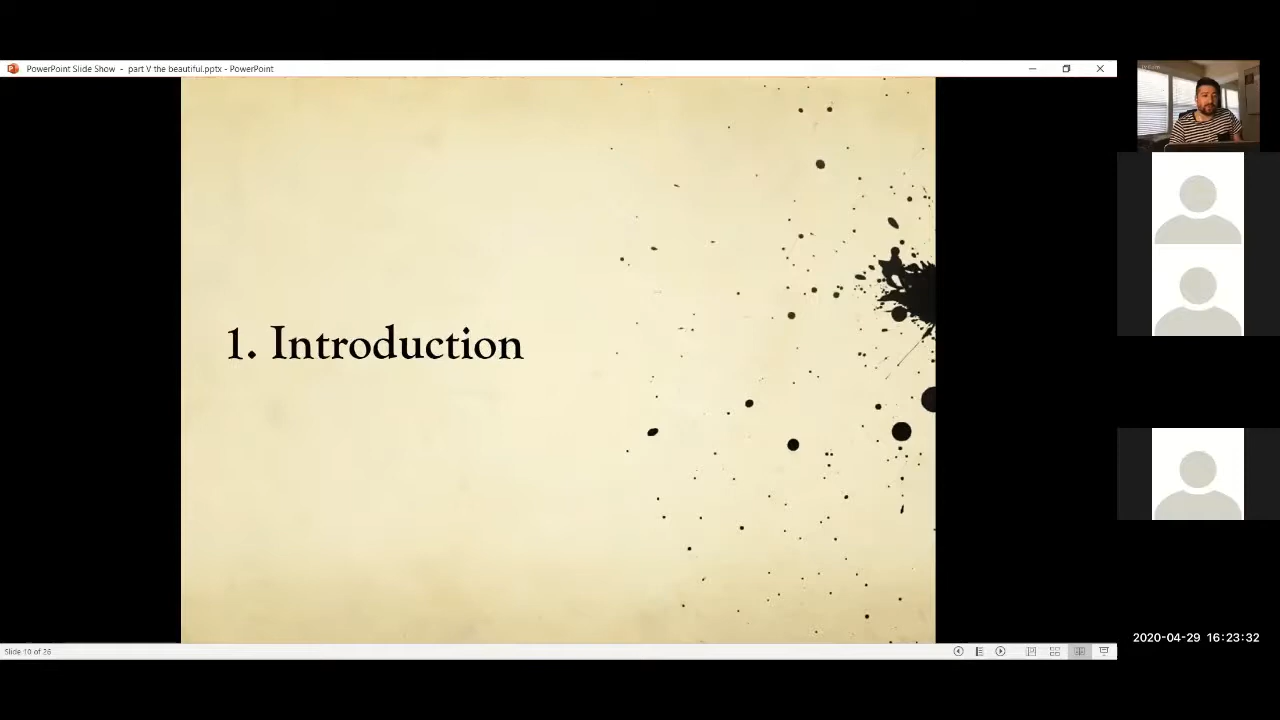 PowerPoint Slide Show - part V the beautiful.pptx - PowerPoint
1. Introduction
2020-04-29 16:23:32
Slide 10 of 26